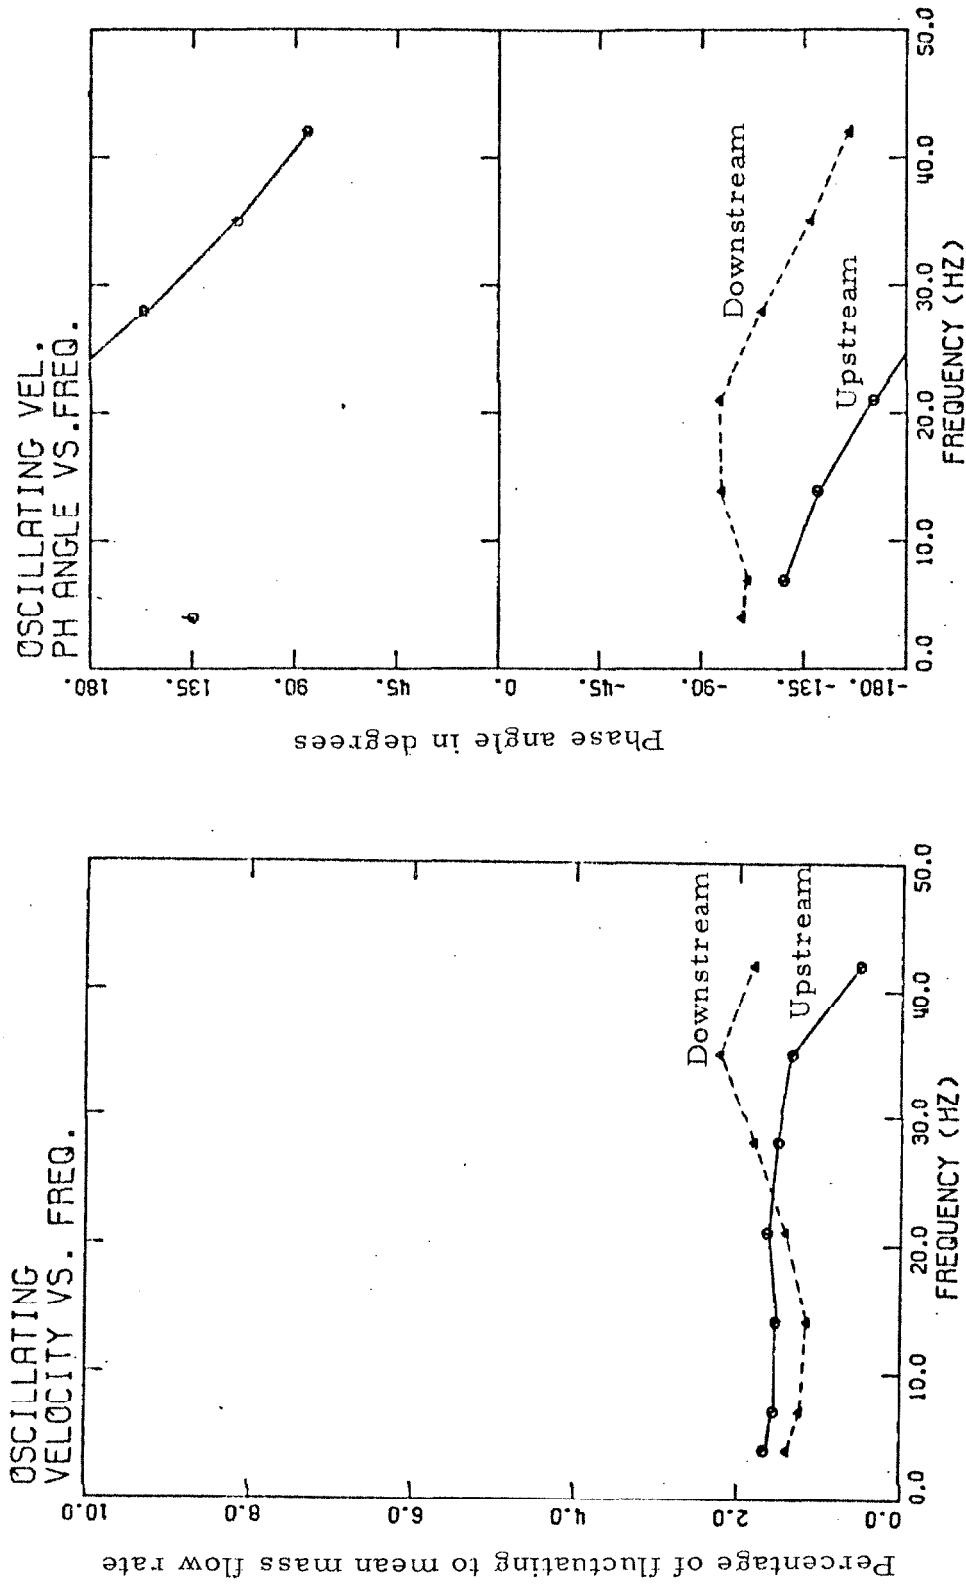 OSCILLATING
VELOCITY VS. FREQ.
Percentage of fluctuating to mean mass flow rate
10.0
8.0
6.0
4.0
2.0
0.0
Downstream
Upstream
0.0 10.0 20.0 30.0 40.0 50.0
FREQUENCY (HZ)
OSCILLATING VEL.
PH ANGLE VS.FREQ.
Phase angle in degrees
180.
135.
90.
45.
0.
-45.
-90.
-135.
-180.
Downstream
Upstream
0.0 10.0 20.0 30.0 40.0 50.0
FREQUENCY (HZ)